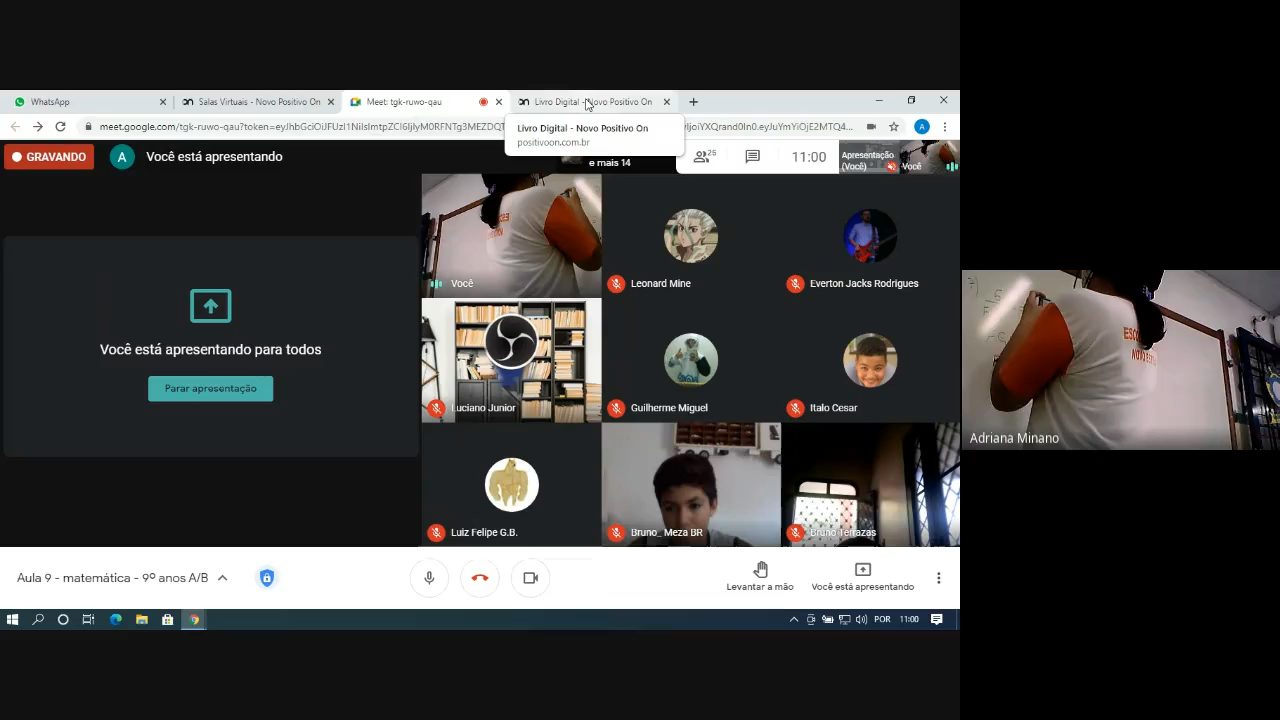 WhatsApp
Salas Virtuais - Novo Positivo On
Meet: tgk-ruwo-qau
Livro Digital - Novo Positivo On
Livro Digital - Novo Positivo On
positivoon.com.br
GRAVANDO
A
Você está apresentando
e mais 14
25
11:00
Apresentação
(Você)
Você
A
Você está apresentando para todos
Parar apresentação
Você
Leonard Mine
Everton Jacks Rodrigues
Luciano Junior
Guilherme Miguel
Italo Cesar
Luiz Felipe G.B.
Bruno_ Meza BR
Bruno Terrazas
Adriana Minano
Aula 9 - matemática - 9º anos A/B
Levantar a mão
Você está apresentando
POR
11:00